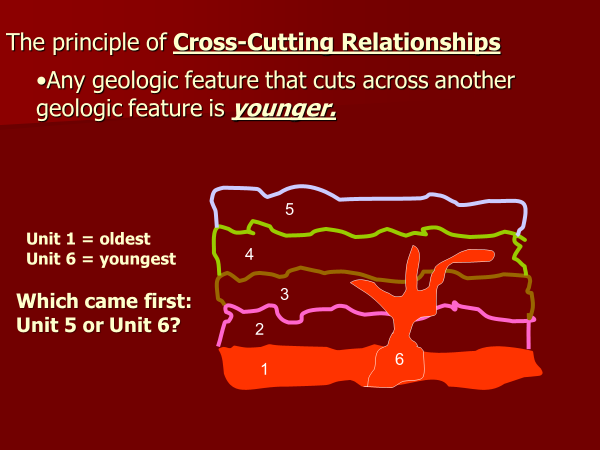 The principle of Cross-Cutting Relationships
•Any geologic feature that cuts across another
geologic feature is younger.
5
Unit 1 = oldest
Unit 6 = youngest
4
3
Which came first:
Unit 5 or Unit 6?
2
6
1